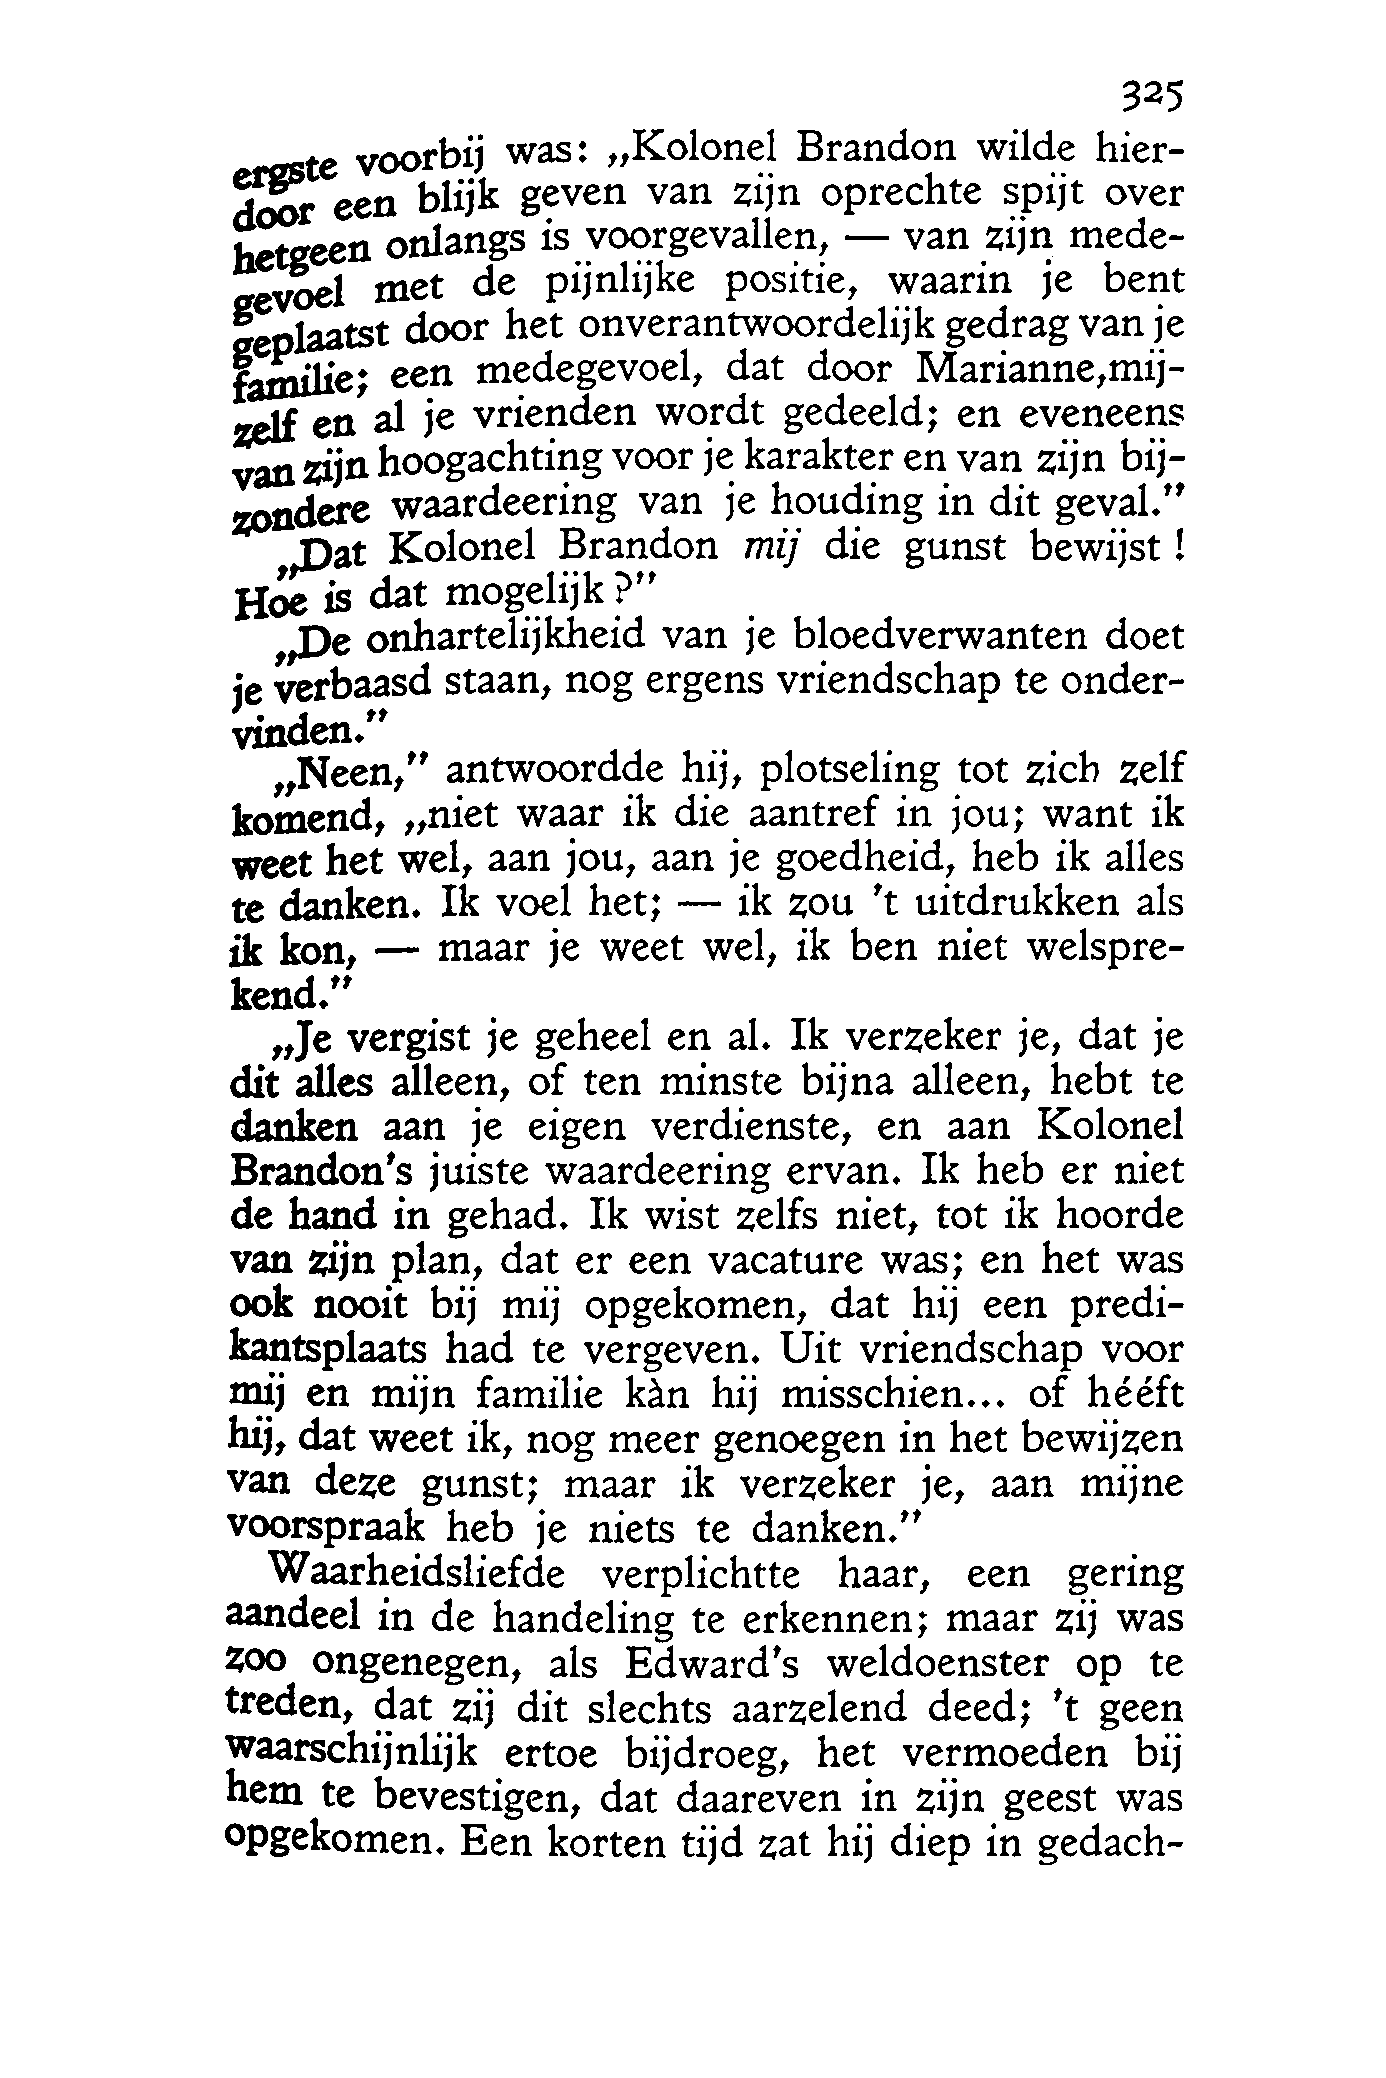 325
ergste voorbij was: „Kolonel Brandon wilde hier-
door een blijk geven van zijn oprechte spijt over
hetgeen onlangs is voorgevallen, — van zijn mede-
gevoel met de pijnlijke positie, waarin je bent
geplaatst door het onverantwoordelijk gedrag van je
familie; een medegevoel, dat door Marianne,mij-
zelf en al je vrienden wordt gedeeld; en eveneens
van zijn hoogachting voor je karakter en van zijn bij-
zondere waardeering van je houding in dit geval.”
„Dat Kolonel Brandon mij die gunst bewijst !
Hoe is dat mogelijk ?”
„De onhartelijkheid van je bloedverwanten doet
je verbaasd staan, nog ergens vriendschap te onder-
vinden.”
„Neen,” antwoordde hij, plotseling tot zich zelf
komend, „niet waar ik die aantref in jou; want ik
weet het wel, aan jou, aan je goedheid, heb ik alles
te danken. Ik voel het; — ik zou 't uitdrukken als
ik kon, — maar je weet wel, ik ben niet welspre-
kend.”
„Je vergist je geheel en al. Ik verzeker je, dat je
dit alles alleen, of ten minste bijna alleen, hebt te
danken aan je eigen verdienste, en aan Kolonel
Brandon's juiste waardeering ervan. Ik heb er niet
de hand in gehad. Ik wist zelfs niet, tot ik hoorde
van zijn plan, dat er een vacature was; en het was
ook nooit bij mij opgekomen, dat hij een predi-
kantsplaats had te vergeven. Uit vriendschap voor
mij en mijn familie kàn hij misschien... of hééft
hij, dat weet ik, nog meer genoegen in het bewijzen
van deze gunst; maar ik verzeker je, aan mijne
voorspraak heb je niets te danken.”
Waarheidsliefde verplichtte haar, een gering
aandeel in de handeling te erkennen; maar zij was
zoo ongenegen, als Edward's weldoenster op te
treden, dat zij dit slechts aarzelend deed; 't geen
waarschijnlijk ertoe bijdroeg, het vermoeden bij
hem te bevestigen, dat daareven in zijn geest was
opgekomen. Een korten tijd zat hij diep in gedach-